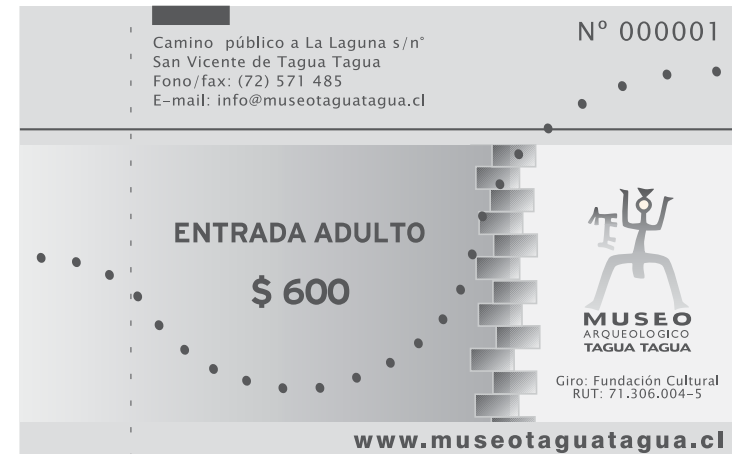 Camino público a La Laguna s/n°
San Vicente de Tagua Tagua
Fono/fax: (72) 571 485
E-mail: info@museotaguatagua.cl
Nº 000001
ENTRADA ADULTO
$ 600
MUSEO
ARQUEOLOGICO
TAGUA TAGUA
Giro: Fundación Cultural
RUT: 71.306.004-5
www.museotaguatagua.cl